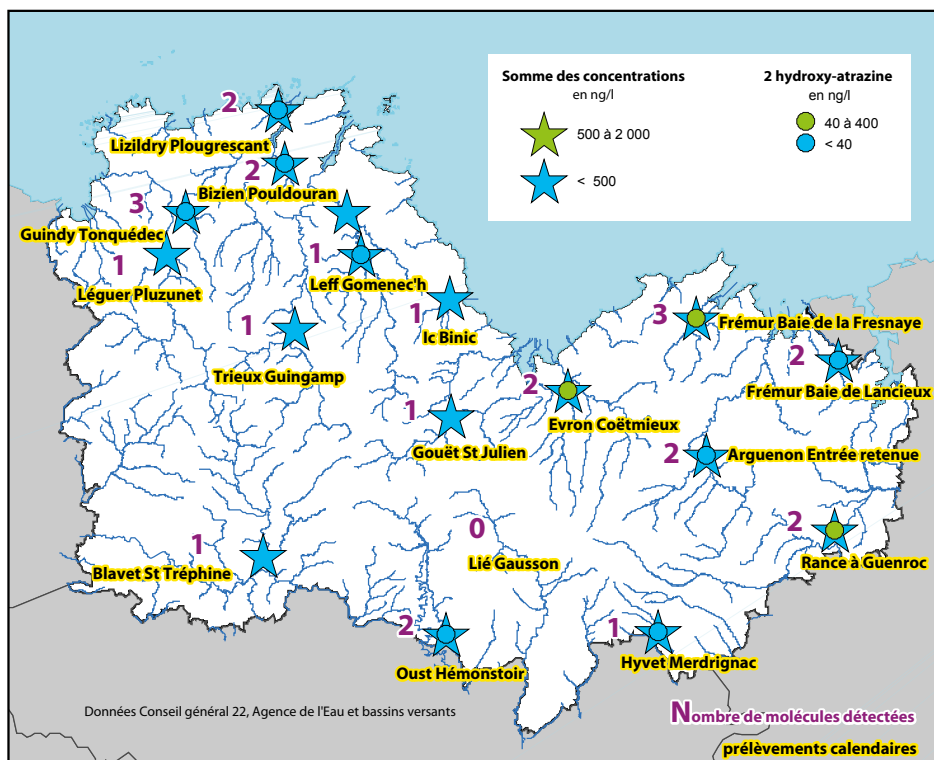 Somme des concentrations
en ng/l
500 à 2 000
< 500
2 hydroxy-atrazine
en ng/l
40 à 400
< 40
2
Lizildry Plougrescant
2
Bizien Pouldouran
3
Guindy Tonquédec
1
Léguer Pluzunet
1
Leff Gomenec'h
1
Ic Binic
1
Trieux Guingamp
3
Frémur Baie de la Fresnaye
2
Frémur Baie de Lancieux
2
Evron Coëtmieux
1
Gouët St Julien
2
Arguenon Entrée retenue
0
Lié Gausson
2
Rance à Guenroc
1
Blavet St Tréphine
2
Oust Hémonstoir
1
Hyvet Merdrignac
Données Conseil général 22, Agence de l'Eau et bassins versants
Nombre de molécules détectées
prélèvements calendaires